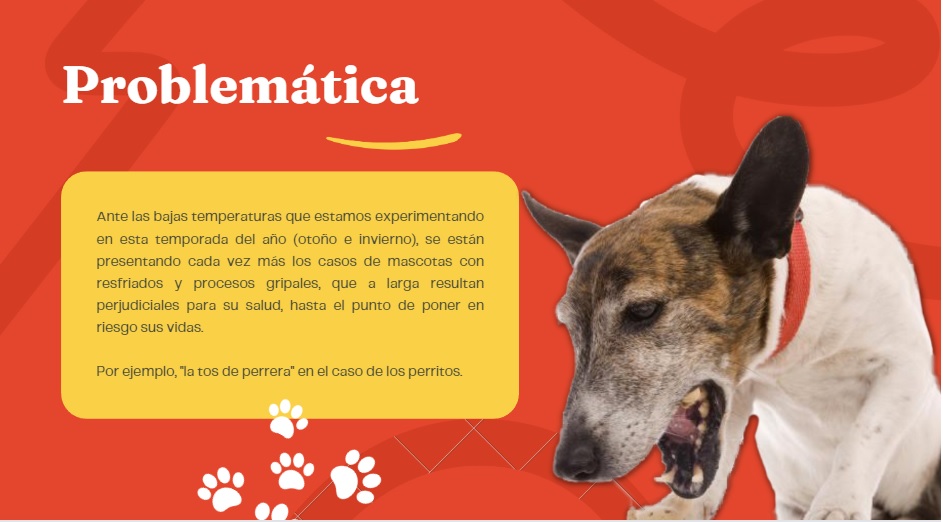 Problemática
Ante las bajas temperaturas que estamos experimentando
en esta temporada del año (otoño e invierno), se están
presentando cada vez más los casos de mascotas con
resfriados y procesos gripales, que a larga resultan
perjudiciales para su salud, hasta el punto de poner en
riesgo sus vidas.
Por ejemplo, "la tos de perrera" en el caso de los perritos.